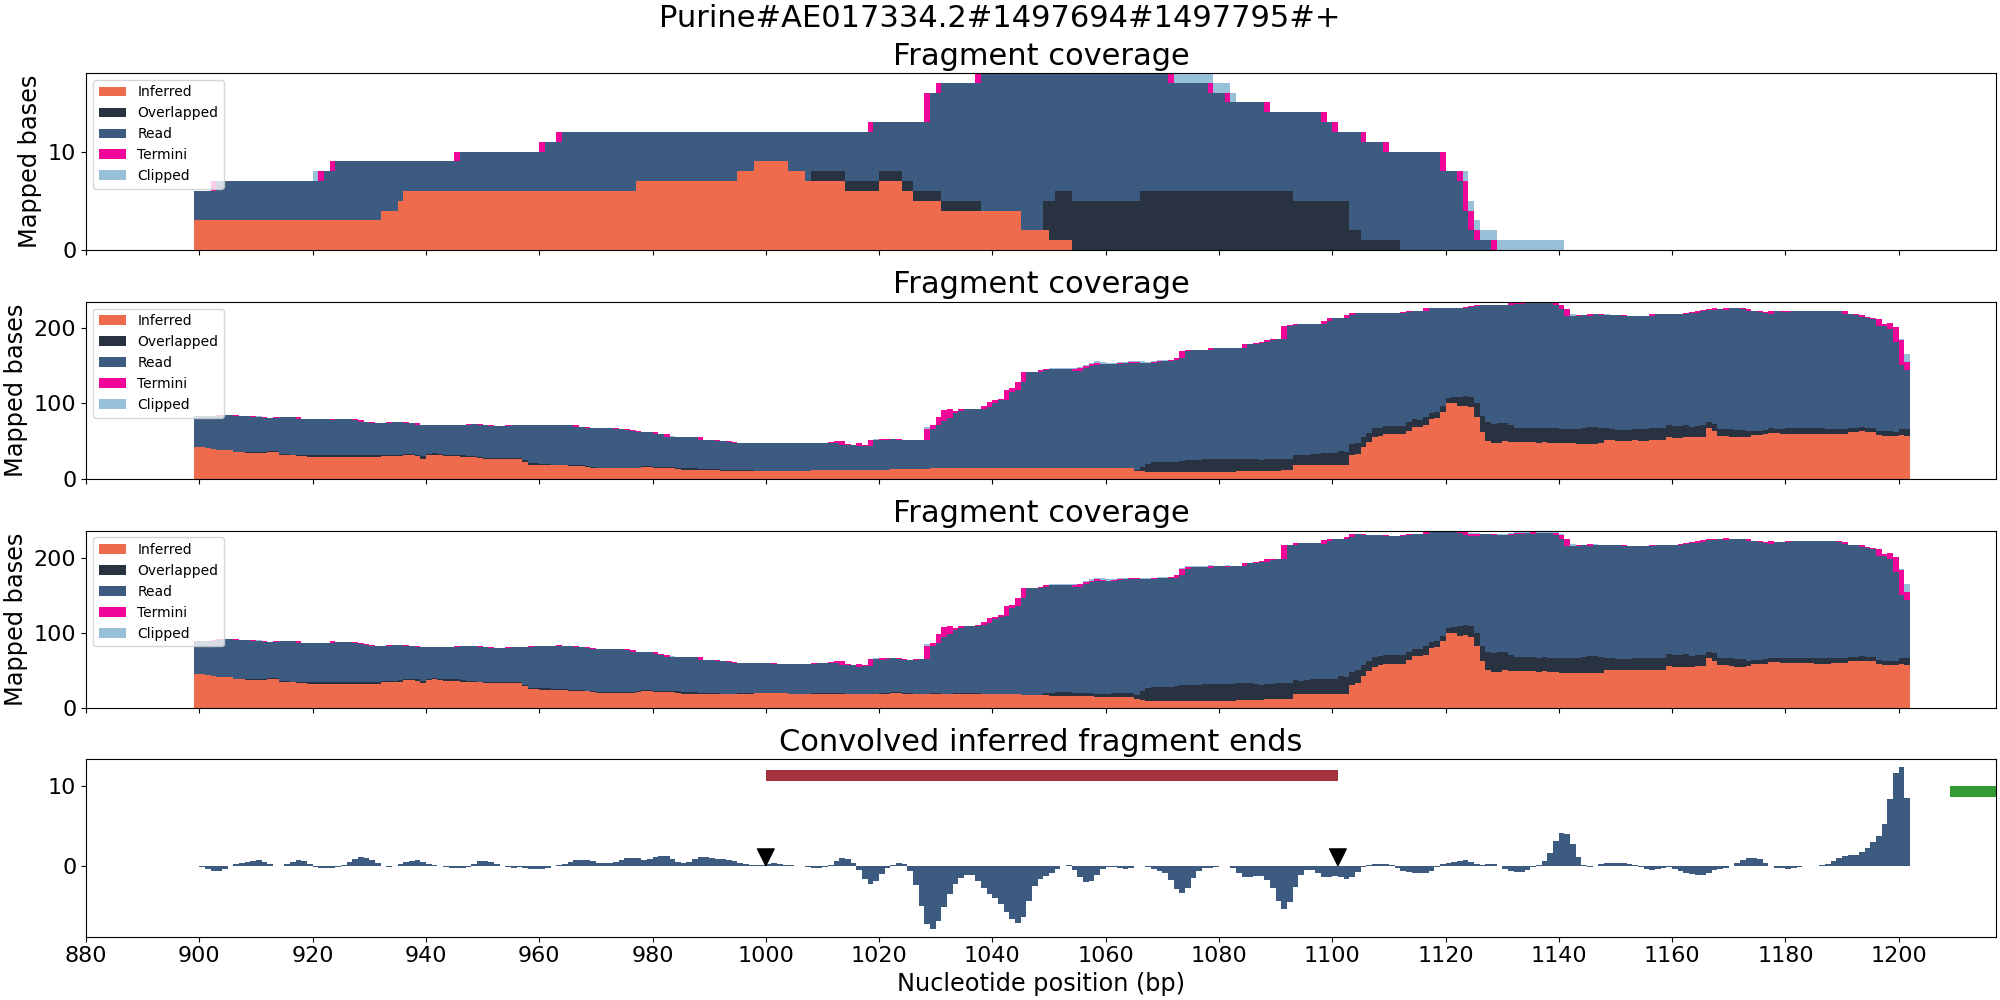 Purine#AE017334.2#1497694#1497795#+
Fragment coverage
Mapped bases
10
0
Inferred
Overlapped
Read
Termini
Clipped
Fragment coverage
Mapped bases
200
100
0
Inferred
Overlapped
Read
Termini
Clipped
Fragment coverage
Mapped bases
200
100
0
Inferred
Overlapped
Read
Termini
Clipped
Convolved inferred fragment ends
10
0
880 900 920 940 960 980 1000 1020 1040 1060 1080 1100 1120 1140 1160 1180 1200
Nucleotide position (bp)